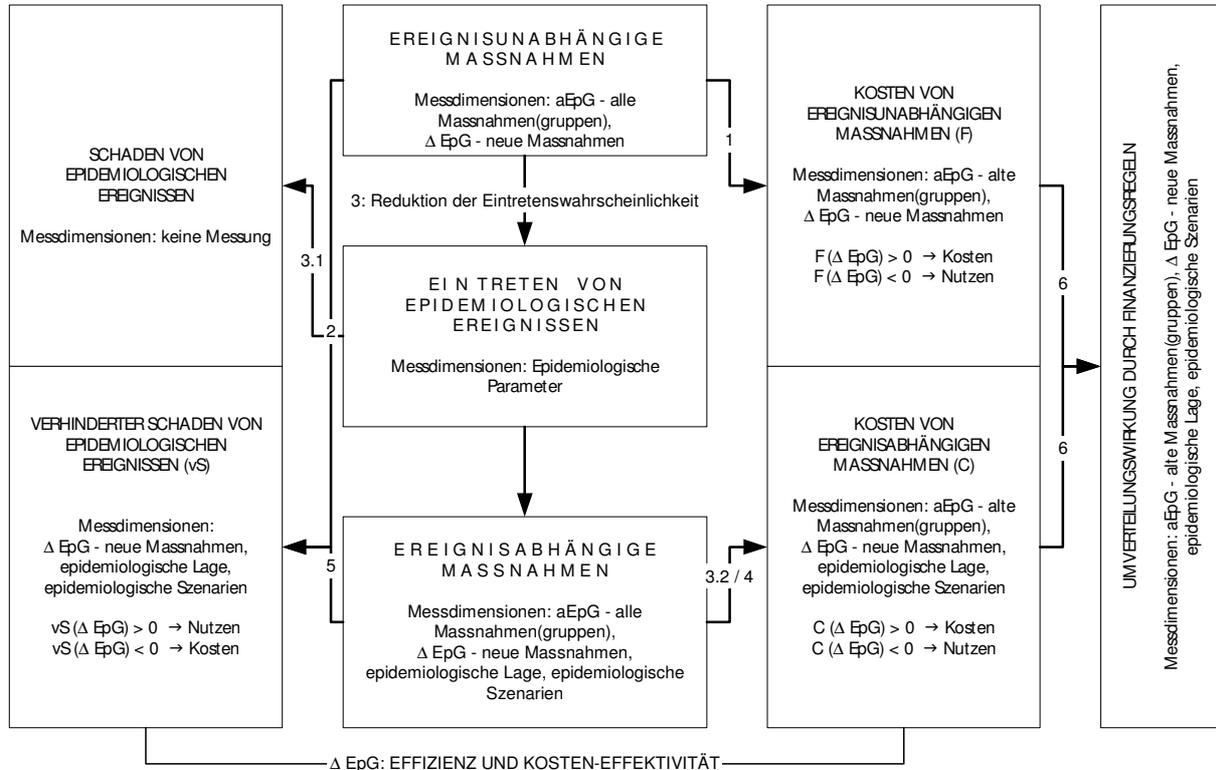 SCHADEN VON
EPIDEMIOLOGISCHEN
EREIGNISSEN
Messdimensionen: keine Messung
VERHINDERTER SCHADEN VON
EPIDEMIOLOGISCHEN
EREIGNISSEN (vS)
Messdimensionen:
Δ EpG - neue Massnahmen,
epidemiologische Lage,
epidemiologische Szenarien
vS (Δ EpG) > 0 → Nutzen
vS (Δ EpG) < 0 → Kosten
3.1
2
5
EREIGNISUNABHÄNGIGE
MASSNAHMEN
Messdimensionen: aEpG - alle
Massnahmen(gruppen),
Δ EpG - neue Massnahmen
3: Reduktion der Eintretenswahrscheinlichkeit
EINTRETEN VON
EPIDEMIOLOGISCHEN
EREIGNISSEN
Messdimensionen: Epidemiologische
Parameter
EREIGNISABHÄNGIGE
MASSNAHMEN
Messdimensionen: aEpG - alle
Massnahmen(gruppen),
Δ EpG - neue Massnahmen,
epidemiologische Lage, epidemiologische
Szenarien
1
3.2 / 4
KOSTEN VON
EREIGNISUNABHÄNGIGEN
MASSNAHMEN (F)
Messdimensionen: aEpG - alte
Massnahmen(gruppen),
Δ EpG - neue Massnahmen
F (Δ EpG) > 0 → Kosten
F (Δ EpG) < 0 → Nutzen
KOSTEN VON
EREIGNISABHÄNGIGEN
MASSNAHMEN (C)
Messdimensionen: aEpG - alte
Massnahmen(gruppen),
Δ EpG - neue Massnahmen,
epidemiologische Lage,
epidemiologische Szenarien
C (Δ EpG) > 0 → Kosten
C (Δ EpG) < 0 → Nutzen
6
6
UMVERTEILUNGSWIRKUNG DURCH FINANZIERUNGSREGELN
Messdimensionen: aEpG - alte Massnahmen(gruppen), Δ EpG - neue Massnahmen,
epidemiologische Lage, epidemiologische Szenarien
Δ EpG: EFFIZIENZ UND KOSTEN-EFFEKTIVITÄT